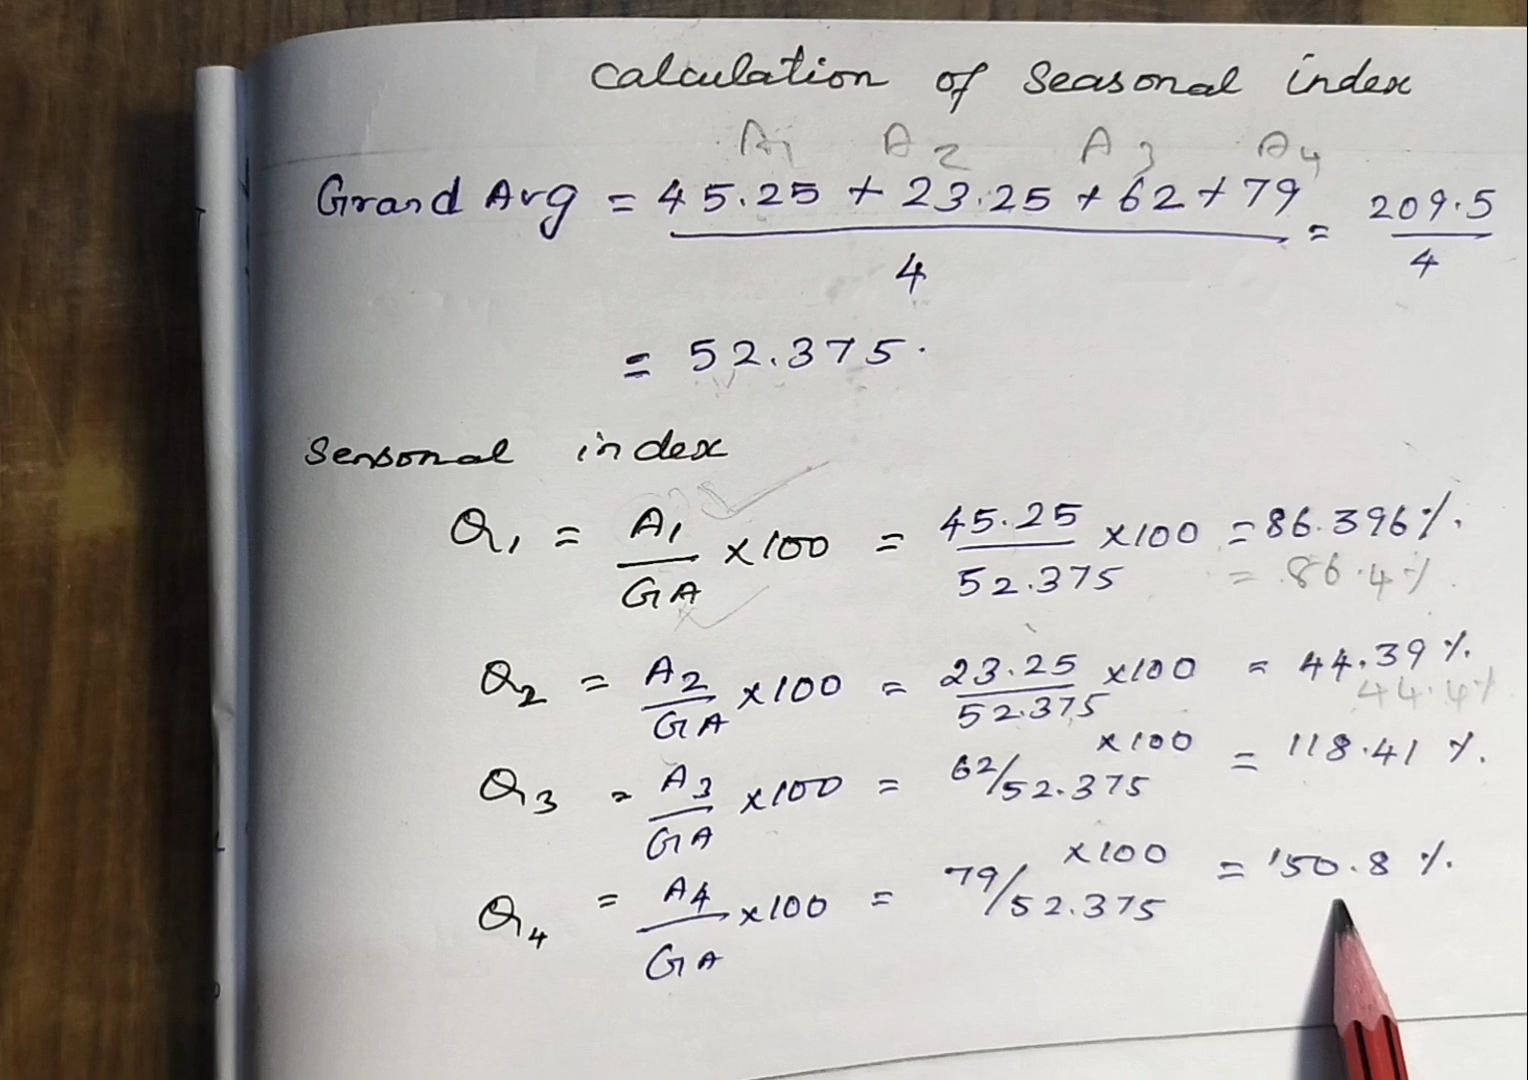 calculation of seasonal index
A1 A2 A3 A4
Grand Avg = 45.25 + 23.25 + 62 + 79 / 4 = 209.5 / 4
= 52.375.
Sensonal index
Q1 = A1 / GA x100 = 45.25 / 52.375 x100 = 86.396%.
= 86.4%.
Q2 = A2 / GA x100 = 23.25 / 52.375 x100 = 44.39%.
44.4%
Q3 = A3 / GA x100 = 62/52.375 x100 = 118.41 %.
Q4 = A4 / GA x100 = 79/52.375 x100 = 150.8 %.